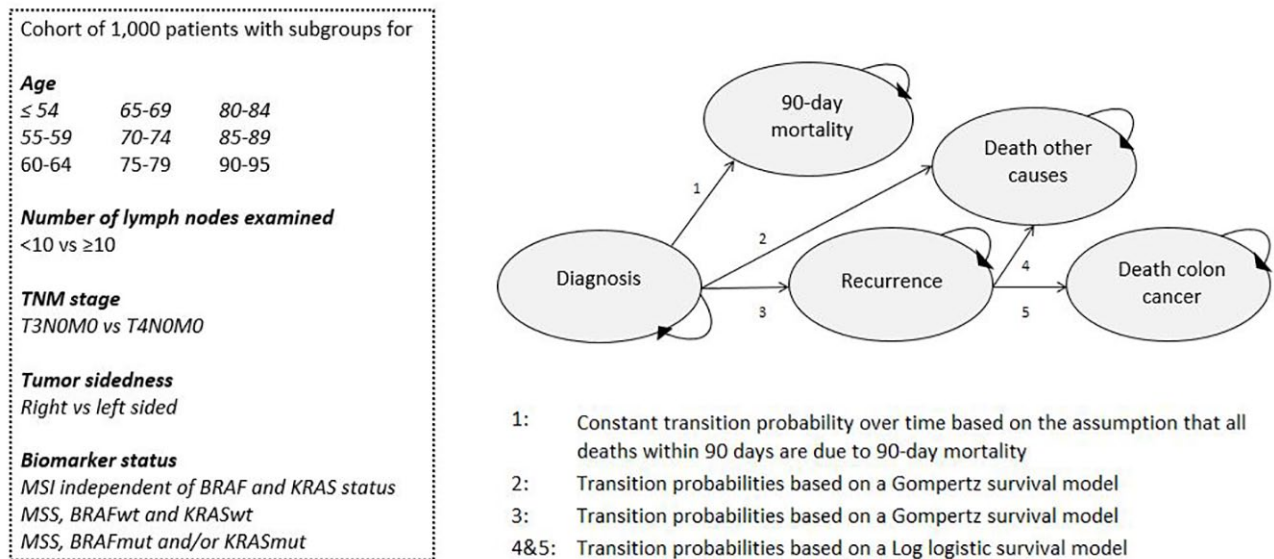 Cohort of 1,000 patients with subgroups for
Age
≤ 54 65-69 80-84
55-59 70-74 85-89
60-64 75-79 90-95
Number of lymph nodes examined
<10 vs ≥10
TNM stage
T3N0M0 vs T4N0M0
Tumor sidedness
Right vs left sided
Biomarker status
MSI independent of BRAF and KRAS status
MSS, BRAFwt and KRASwt
MSS, BRAFmut and/or KRASmut
90-day
mortality
Death other
causes
1
2
Diagnosis
3
Recurrence
4
5
Death colon
cancer
1: Constant transition probability over time based on the assumption that all
deaths within 90 days are due to 90-day mortality
2: Transition probabilities based on a Gompertz survival model
3: Transition probabilities based on a Gompertz survival model
4&5: Transition probabilities based on a Log logistic survival model